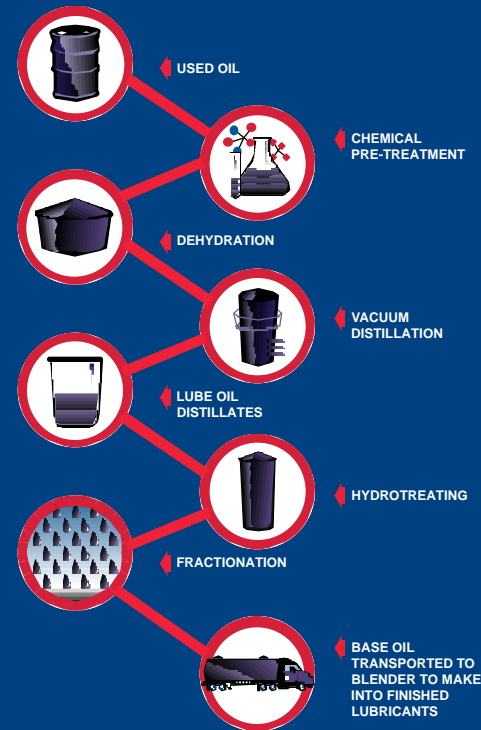 USED OIL
CHEMICAL
PRE-TREATMENT
DEHYDRATION
VACUUM
DISTILLATION
LUBE OIL
DISTILLATES
HYDROTREATING
FRACTIONATION
BASE OIL
TRANSPORTED TO
BLENDER TO MAKE
INTO FINISHED
LUBRICANTS